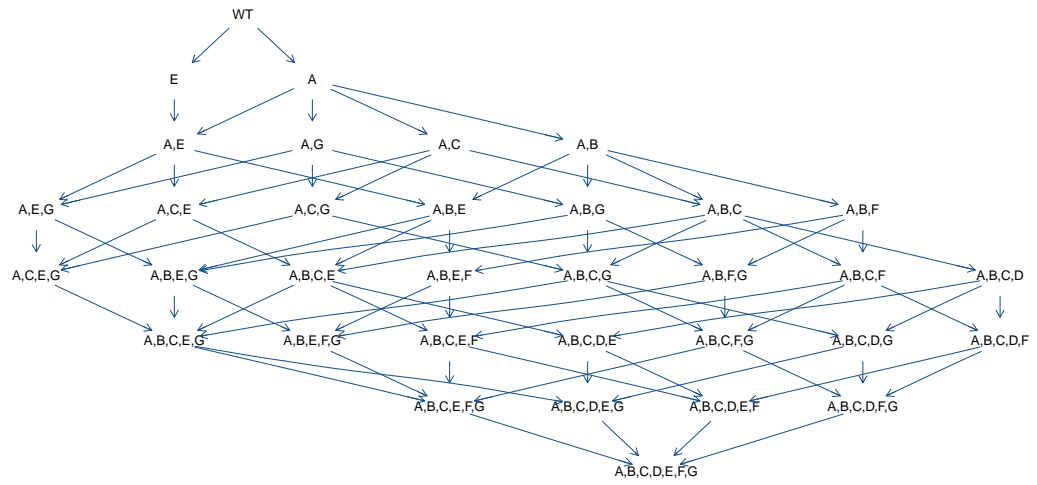 WT
E A
A,E A,G A,C A,B
A,E,G A,C,E A,C,G A,B,E A,B,G A,B,C A,B,F
A,C,E,G A,B,E,G A,B,C,E A,B,E,F A,B,C,G A,B,F,G A,B,C,F A,B,C,D
A,B,C,E,G A,B,E,F,G A,B,C,E,F A,B,C,D,E A,B,C,F,G A,B,C,D,G A,B,C,D,F
A,B,C,E,F,G A,B,C,D,E,G A,B,C,D,E,F A,B,C,D,F,G
A,B,C,D,E,F,G